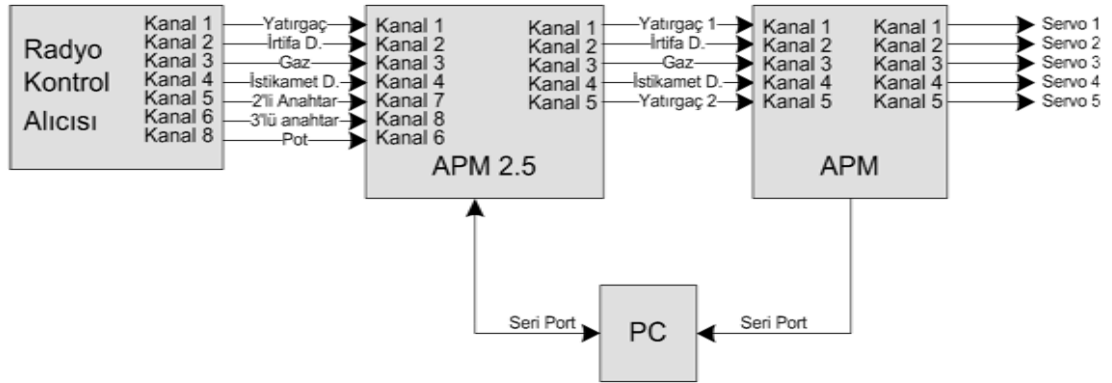 Radyo
Kontrol
Alıcısı
Kanal 1
Kanal 2
Kanal 3
Kanal 4
Kanal 5
Kanal 6
Kanal 8
Yatırgaç
İrtifa D.
Gaz
İstikamet D.
2'li Anahtar
3'lü anahtar
Pot
Kanal 1
Kanal 2
Kanal 3
Kanal 4
Kanal 7
Kanal 8
Kanal 6
APM 2.5
Kanal 1
Kanal 2
Kanal 3
Kanal 4
Kanal 5
Yatırgaç 1
İrtifa D.
Gaz
İstikamet D.
Yatırgaç 2
Kanal 1
Kanal 2
Kanal 3
Kanal 4
Kanal 5
APM
Kanal 1
Kanal 2
Kanal 3
Kanal 4
Kanal 5
Servo 1
Servo 2
Servo 3
Servo 4
Servo 5
Seri Port
PC
Seri Port